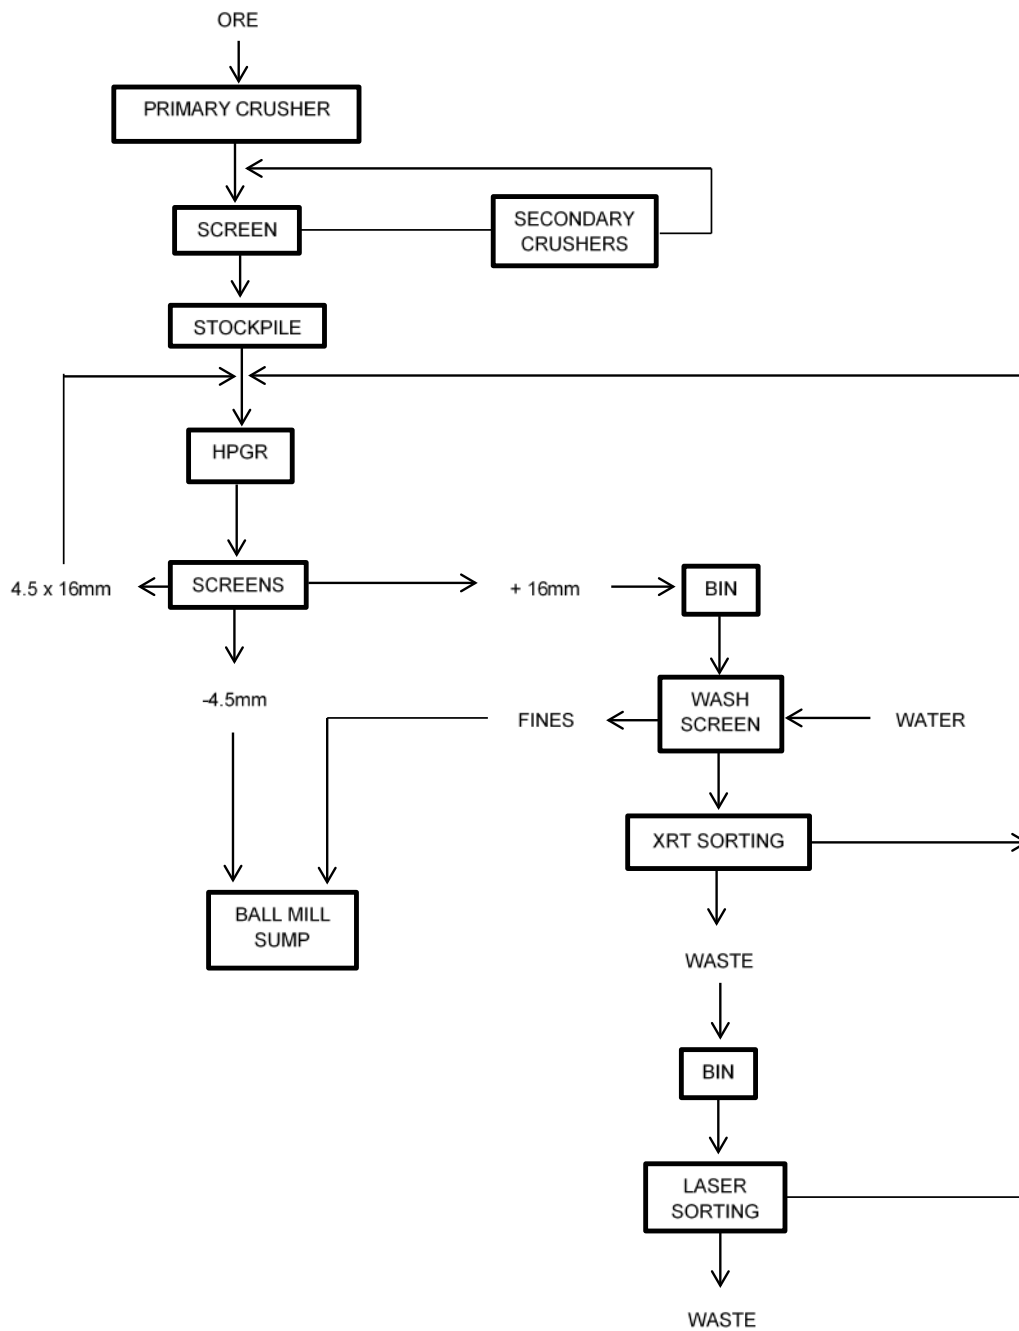 ORE
PRIMARY CRUSHER
SCREEN
SECONDARY
CRUSHERS
STOCKPILE
HPGR
4.5 x 16mm
SCREENS
+ 16mm
BIN
-4.5mm
FINES
WASH
SCREEN
WATER
XRT SORTING
BALL MILL
SUMP
WASTE
BIN
LASER
SORTING
WASTE